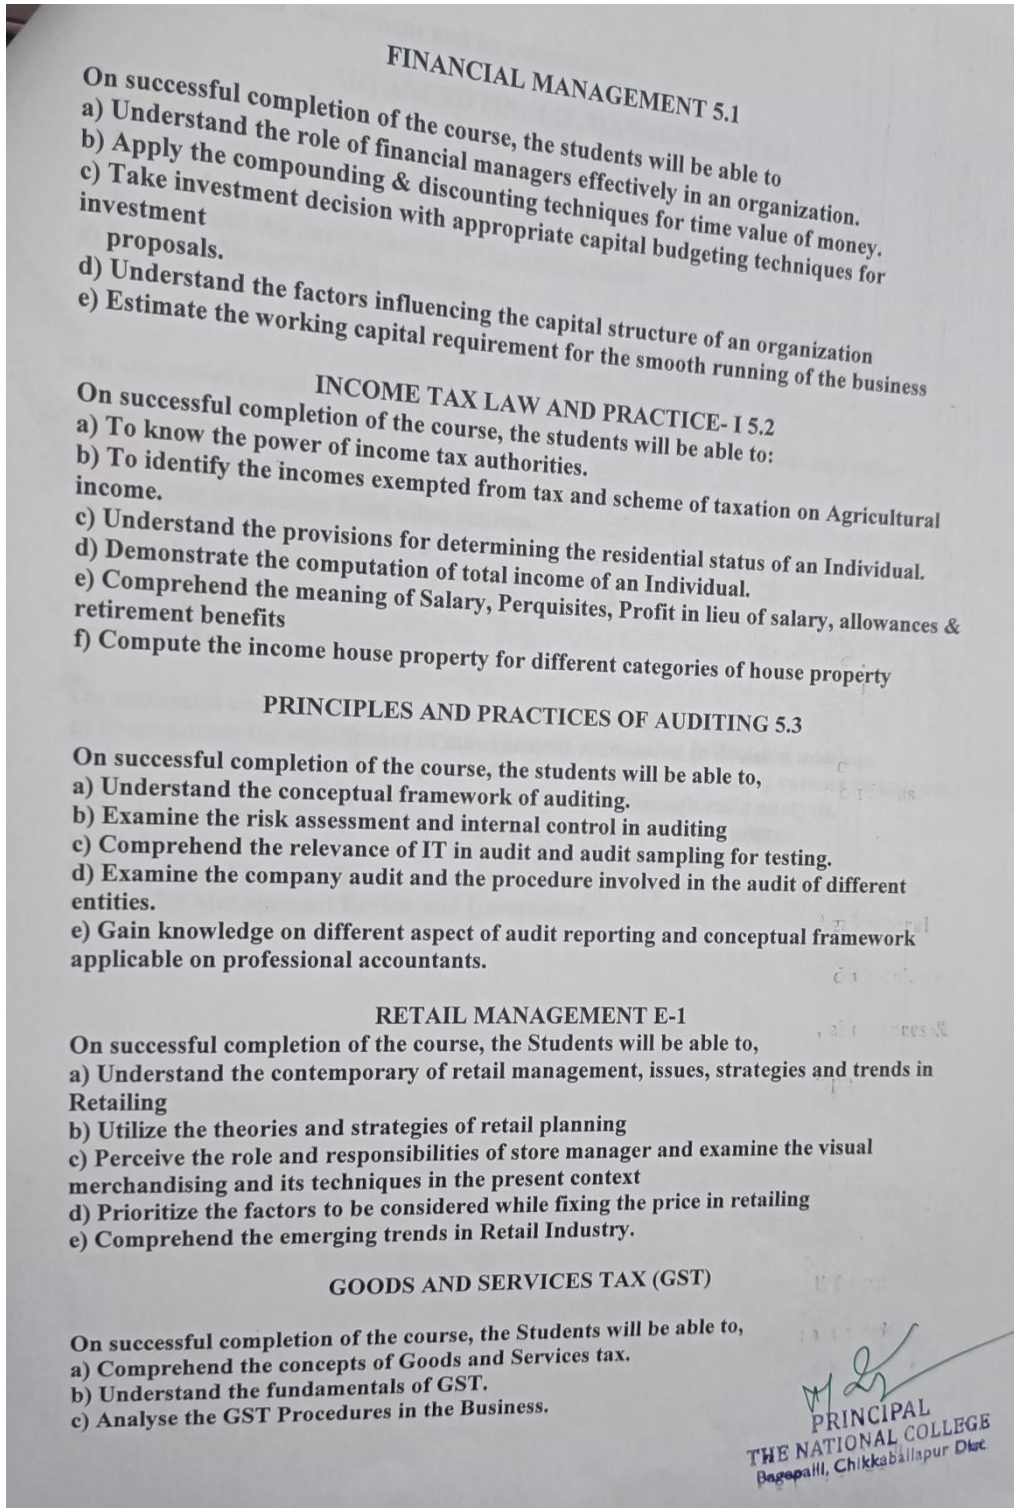 FINANCIAL MANAGEMENT 5.1
On successful completion of the course, the students will be able to
a) Understand the role of financial managers effectively in an organization.
b) Apply the compounding & discounting techniques for time value of money.
c) Take investment decision with appropriate capital budgeting techniques for
investment
proposals.
d) Understand the factors influencing the capital structure of an organization
e) Estimate the working capital requirement for the smooth running of the business
INCOME TAX LAW AND PRACTICE- I 5.2
On successful completion of the course, the students will be able to:
a) To know the power of income tax authorities.
b) To identify the incomes exempted from tax and scheme of taxation on Agricultural
income.
c) Understand the provisions for determining the residential status of an Individual.
d) Demonstrate the computation of total income of an Individual.
e) Comprehend the meaning of Salary, Perquisites, Profit in lieu of salary, allowances &
retirement benefits
f) Compute the income house property for different categories of house property
PRINCIPLES AND PRACTICES OF AUDITING 5.3
On successful completion of the course, the students will be able to,
a) Understand the conceptual framework of auditing.
b) Examine the risk assessment and internal control in auditing
c) Comprehend the relevance of IT in audit and audit sampling for testing.
d) Examine the company audit and the procedure involved in the audit of different
entities.
e) Gain knowledge on different aspect of audit reporting and conceptual framework
applicable on professional accountants.
RETAIL MANAGEMENT E-1
On successful completion of the course, the Students will be able to,
a) Understand the contemporary of retail management, issues, strategies and trends in
Retailing
b) Utilize the theories and strategies of retail planning
c) Perceive the role and responsibilities of store manager and examine the visual
merchandising and its techniques in the present context
d) Prioritize the factors to be considered while fixing the price in retailing
e) Comprehend the emerging trends in Retail Industry.
GOODS AND SERVICES TAX (GST)
On successful completion of the course, the Students will be able to,
a) Comprehend the concepts of Goods and Services tax.
b) Understand the fundamentals of GST.
c) Analyse the GST Procedures in the Business.
PRINCIPAL
THE NATIONAL COLLEGE
Bagepalli, Chikkaballapur Dist